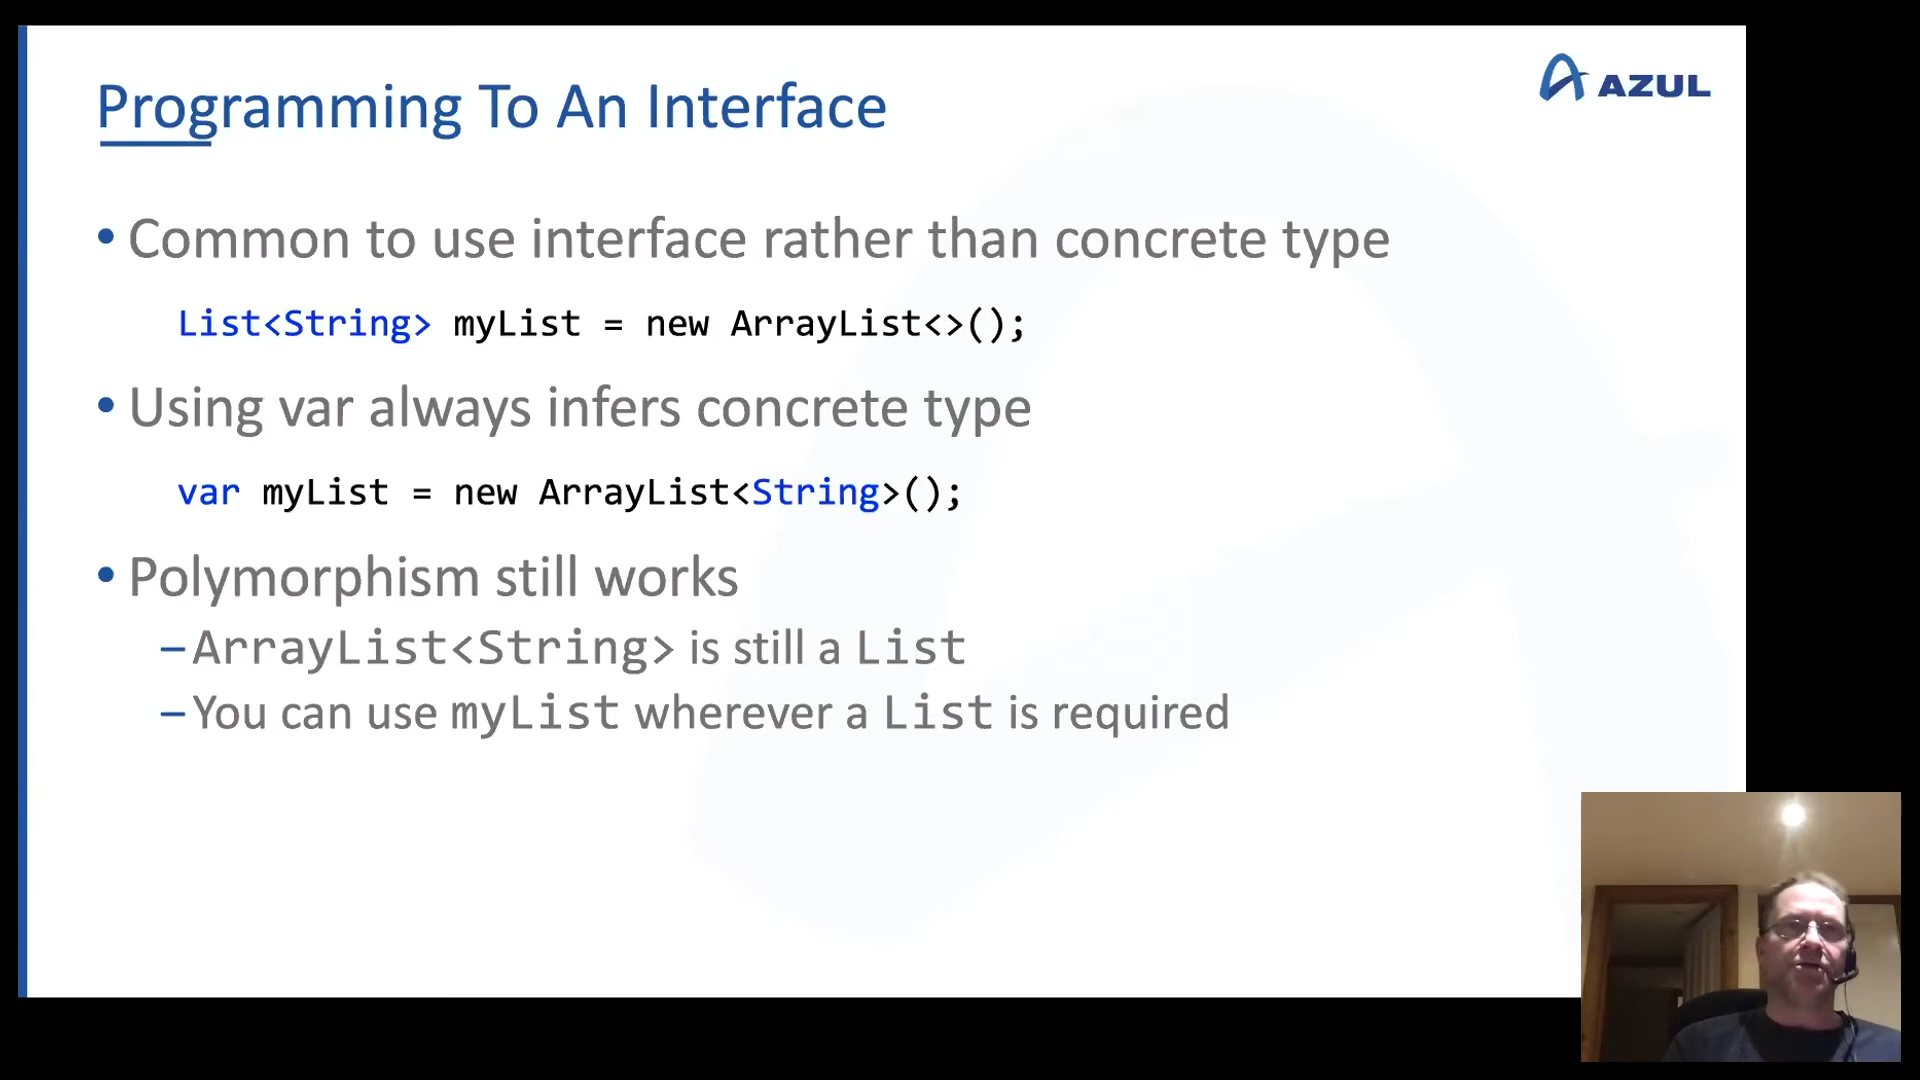 Programming To An Interface
AZUL
• Common to use interface rather than concrete type
List<String> myList = new ArrayList<>();
• Using var always infers concrete type
var myList = new ArrayList<String>();
• Polymorphism still works
–ArrayList<String> is still a List
–You can use myList wherever a List is required